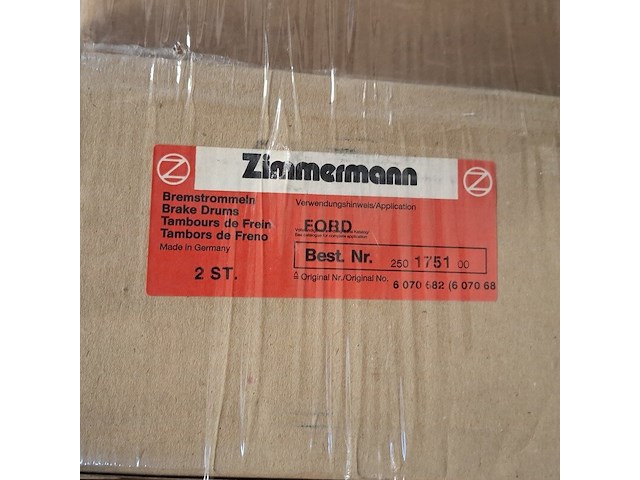 Zimmermann
Bremstrommeln
Brake Drums
Tambours de Frein
Tambors de Freno
Made in Germany
2 ST.
Verwendungshinweis/Application
FORD
Best. Nr. 250 1751 00
Original Nr./Original No. 6 070 682 (6 070 68